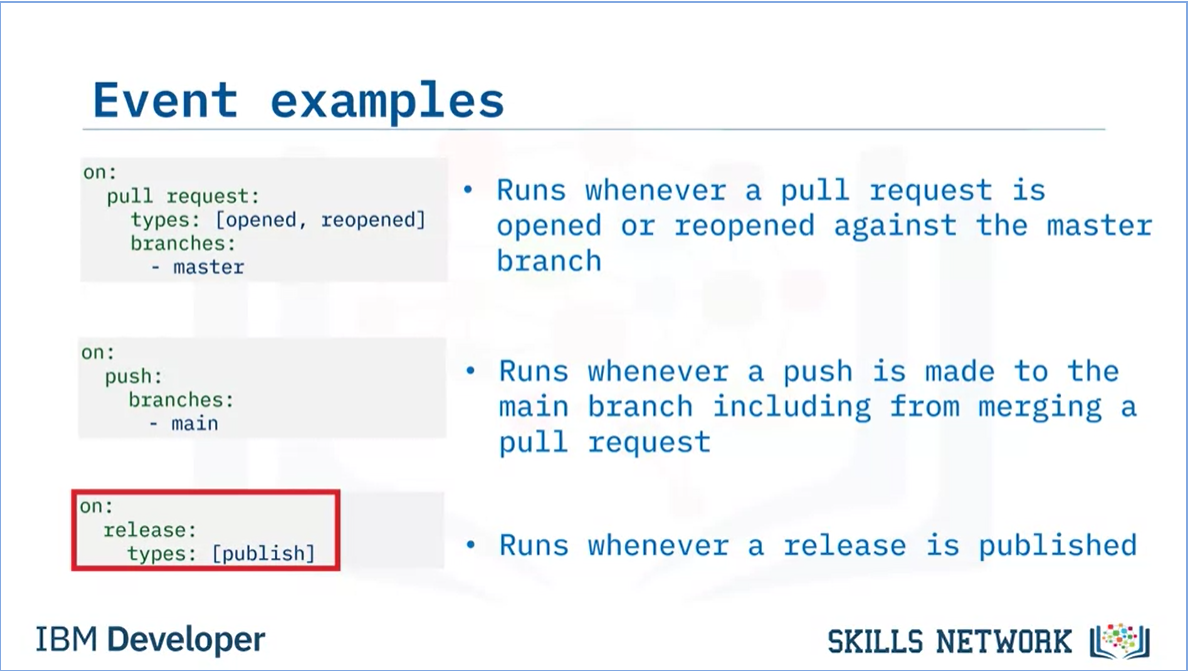 Event examples
on:
pull request:
types: [opened, reopened]
branches:
- master
• Runs whenever a pull request is
opened or reopened against the master
branch
on:
push:
branches:
- main
• Runs whenever a push is made to the
main branch including from merging a
pull request
on:
release:
types: [publish]
• Runs whenever a release is published
IBM Developer
SKILLS NETWORK